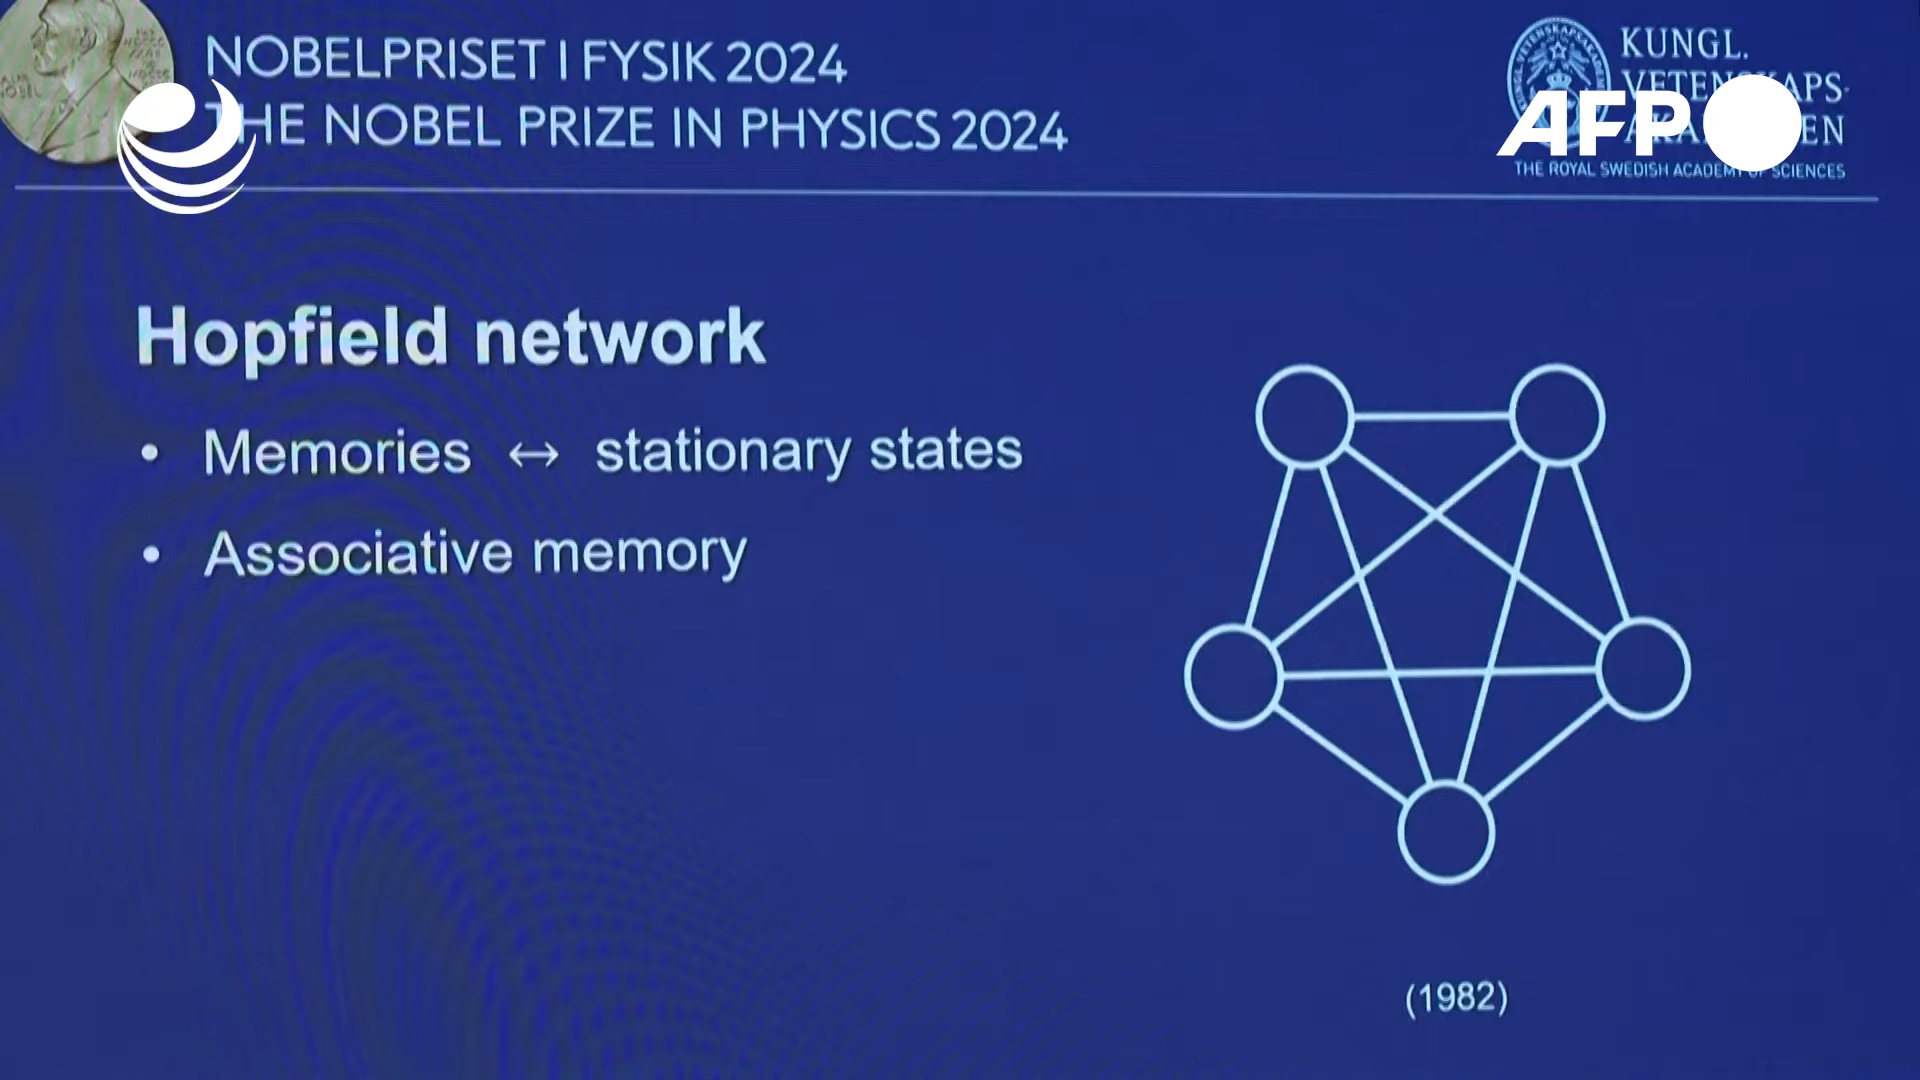 NOBELPRISET I FYSIK 2024
THE NOBEL PRIZE IN PHYSICS 2024
KUNGL.
VETENSKAPS-
AKADEMIEN
THE ROYAL SWEDISH ACADEMY OF SCIENCES
AFP
Hopfield network
• Memories ↔ stationary states
• Associative memory
(1982)